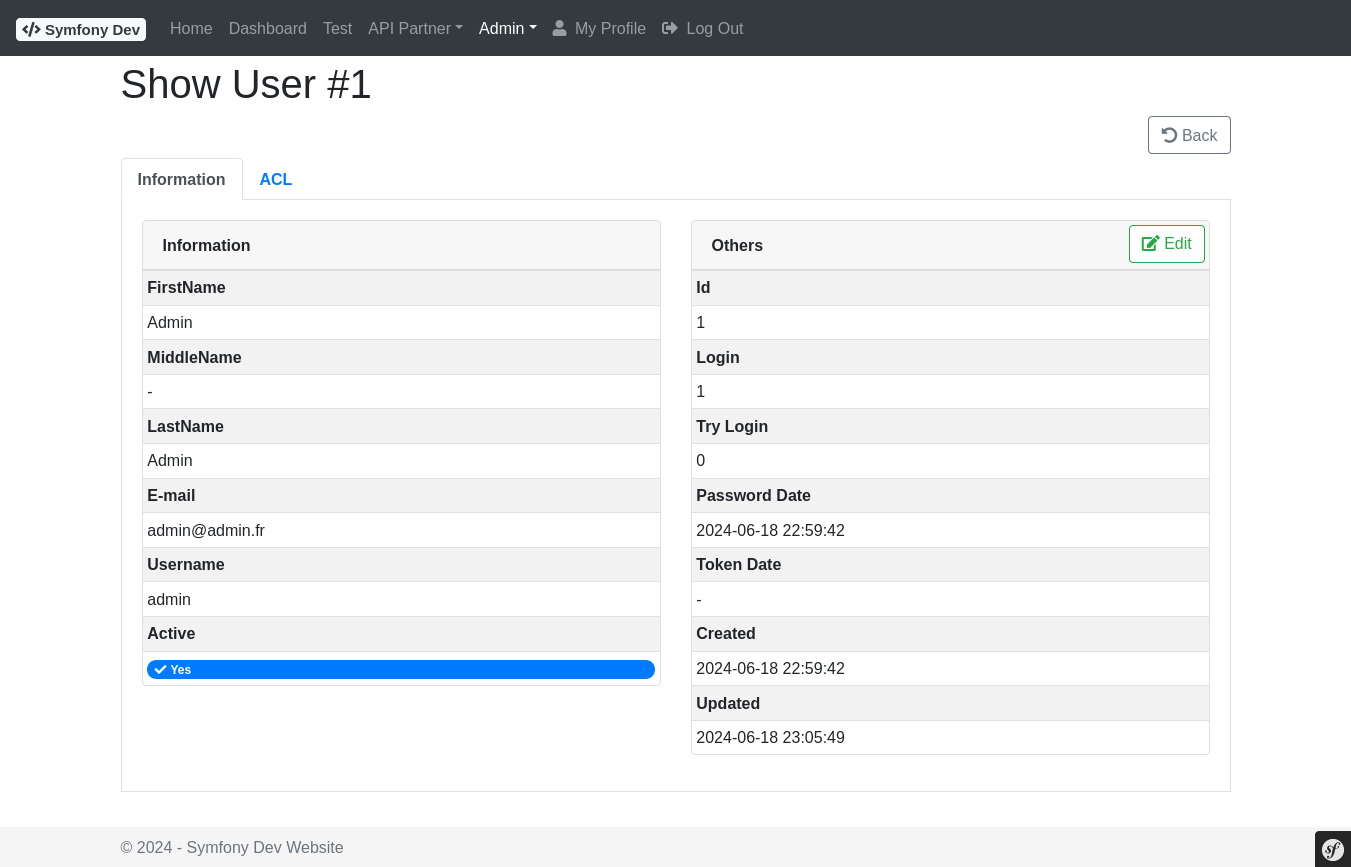 Symfony Dev Home Dashboard Test API Partner Admin My Profile Log Out
Show User #1
Back
Information ACL
Information
FirstName
Admin
MiddleName
-
LastName
Admin
E-mail
admin@admin.fr
Username
admin
Active
Yes
Others Edit
Id
1
Login
1
Try Login
0
Password Date
2024-06-18 22:59:42
Token Date
-
Created
2024-06-18 22:59:42
Updated
2024-06-18 23:05:49
© 2024 - Symfony Dev Website
sf